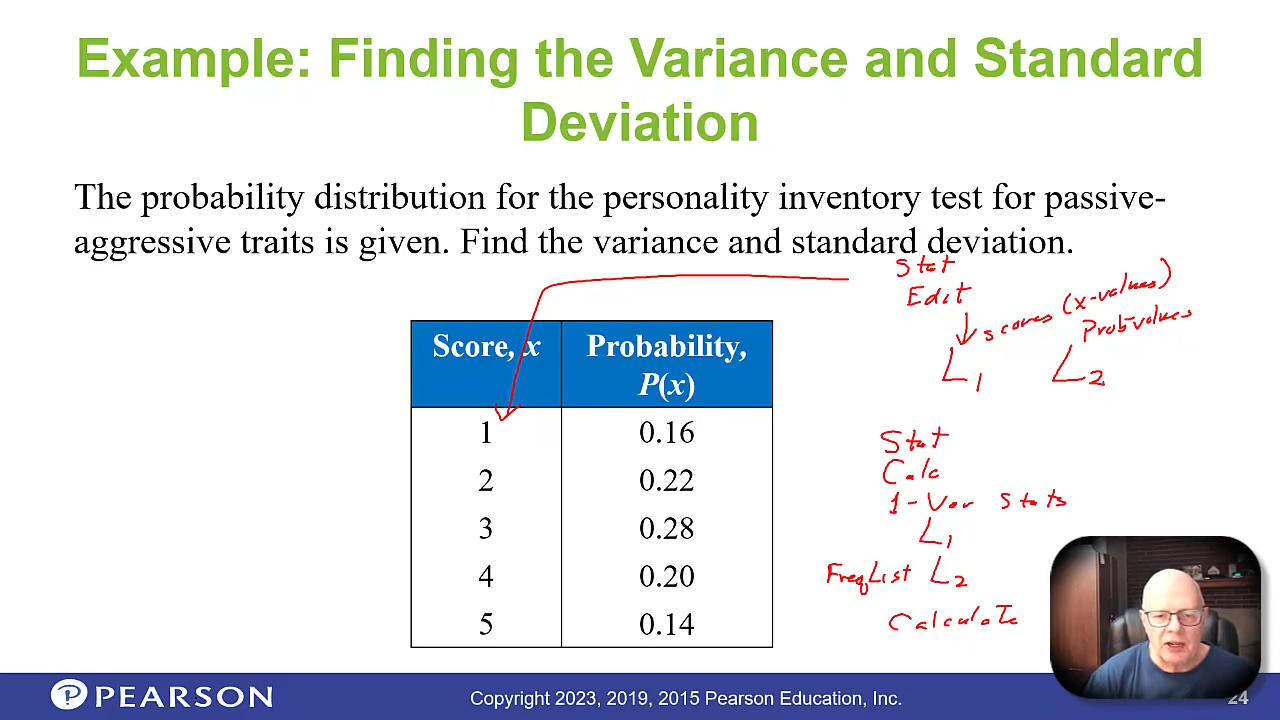 Example: Finding the Variance and Standard
Deviation
The probability distribution for the personality inventory test for passive-
aggressive traits is given. Find the variance and standard deviation.
Stat
Edit
scores (x-values)
Prob-values
L1 L2
Score, x Probability,
P(x)
1 0.16
2 0.22
3 0.28
4 0.20
5 0.14
Stat
Calc
1-Var Stats
L1
FreqList L2
Calculate
PEARSON
Copyright 2023, 2019, 2015 Pearson Education, Inc.
24